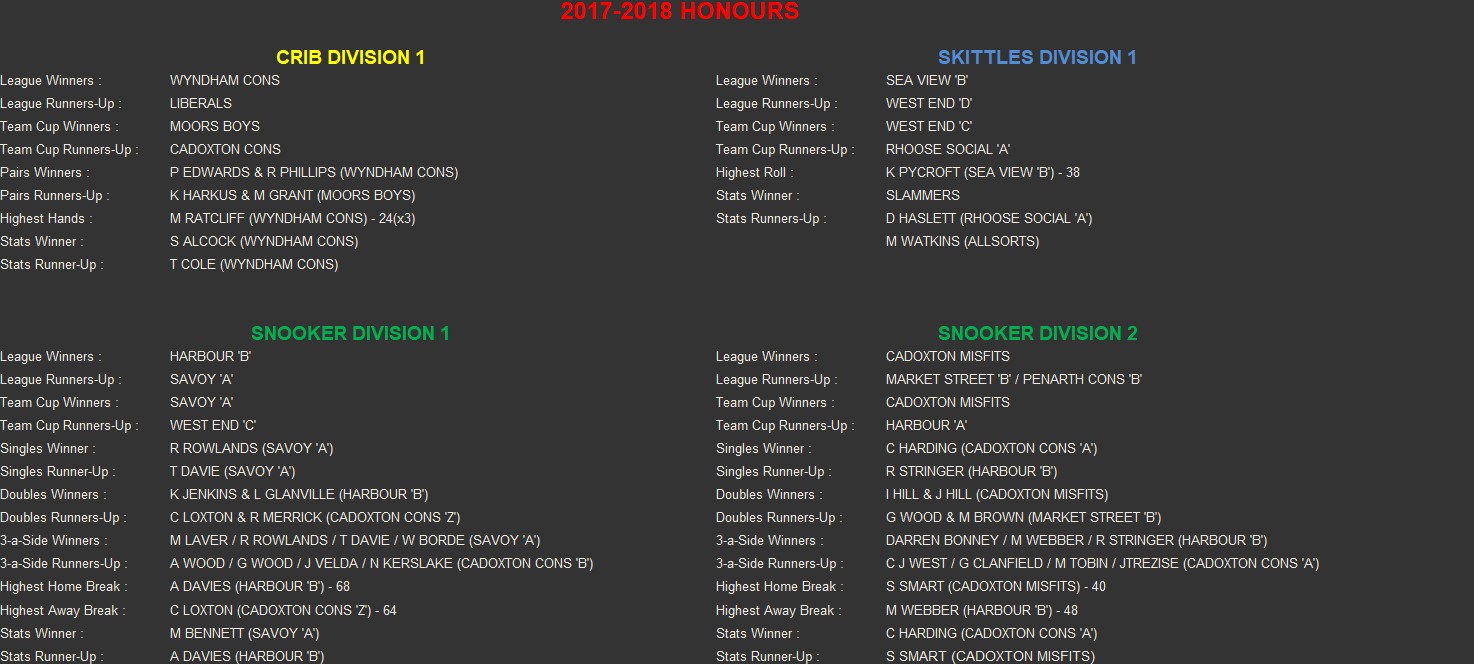 2017-2018 HONOURS
CRIB DIVISION 1
League Winners : WYNDHAM CONS
League Runners-Up : LIBERALS
Team Cup Winners : MOORS BOYS
Team Cup Runners-Up : CADOXTON CONS
Pairs Winners : P EDWARDS & R PHILLIPS (WYNDHAM CONS)
Pairs Runners-Up : K HARKUS & M GRANT (MOORS BOYS)
Highest Hands : M RATCLIFF (WYNDHAM CONS) - 24(x3)
Stats Winner : S ALCOCK (WYNDHAM CONS)
Stats Runner-Up : T COLE (WYNDHAM CONS)
SKITTLES DIVISION 1
League Winners : SEA VIEW 'B'
League Runners-Up : WEST END 'D'
Team Cup Winners : WEST END 'C'
Team Cup Runners-Up : RHOOSE SOCIAL 'A'
Highest Roll : K PYCROFT (SEA VIEW 'B') - 38
Stats Winner : SLAMMERS
Stats Runners-Up : D HASLETT (RHOOSE SOCIAL 'A')
M WATKINS (ALLSORTS)
SNOOKER DIVISION 1
League Winners : HARBOUR 'B'
League Runners-Up : SAVOY 'A'
Team Cup Winners : SAVOY 'A'
Team Cup Runners-Up : WEST END 'C'
Singles Winner : R ROWLANDS (SAVOY 'A')
Singles Runner-Up : T DAVIE (SAVOY 'A')
Doubles Winners : K JENKINS & L GLANVILLE (HARBOUR 'B')
Doubles Runners-Up : C LOXTON & R MERRICK (CADOXTON CONS 'Z')
3-a-Side Winners : M LAVER / R ROWLANDS / T DAVIE / W BORDE (SAVOY 'A')
3-a-Side Runners-Up : A WOOD / G WOOD / J VELDA / N KERSLAKE (CADOXTON CONS 'B')
Highest Home Break : A DAVIES (HARBOUR 'B') - 68
Highest Away Break : C LOXTON (CADOXTON CONS 'Z') - 64
Stats Winner : M BENNETT (SAVOY 'A')
Stats Runner-Up : A DAVIES (HARBOUR 'B')
SNOOKER DIVISION 2
League Winners : CADOXTON MISFITS
League Runners-Up : MARKET STREET 'B' / PENARTH CONS 'B'
Team Cup Winners : CADOXTON MISFITS
Team Cup Runners-Up : HARBOUR 'A'
Singles Winner : C HARDING (CADOXTON CONS 'A')
Singles Runner-Up : R STRINGER (HARBOUR 'B')
Doubles Winners : I HILL & J HILL (CADOXTON MISFITS)
Doubles Runners-Up : G WOOD & M BROWN (MARKET STREET 'B')
3-a-Side Winners : DARREN BONNEY / M WEBBER / R STRINGER (HARBOUR 'B')
3-a-Side Runners-Up : C J WEST / G CLANFIELD / M TOBIN / JTREZISE (CADOXTON CONS 'A')
Highest Home Break : S SMART (CADOXTON MISFITS) - 40
Highest Away Break : M WEBBER (HARBOUR 'B') - 48
Stats Winner : C HARDING (CADOXTON CONS 'A')
Stats Runner-Up : S SMART (CADOXTON MISFITS)